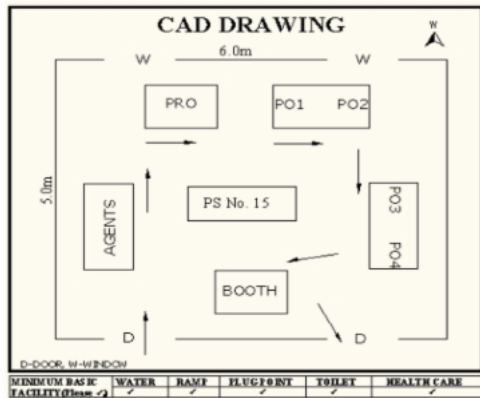 CAD DRAWING
W
W 6.0m W
PRO PO1 PO2
5.0m
AGENTS PS No. 15 PO3 PO4
BOOTH
D D
D-DOOR, W-WINDOW
MINIMUM BASIC WATER RAMP PLUG POINT TOILET HEALTH CARE
FACILITY(Please ✓) ✓ ✓ ✓ ✓ ✓